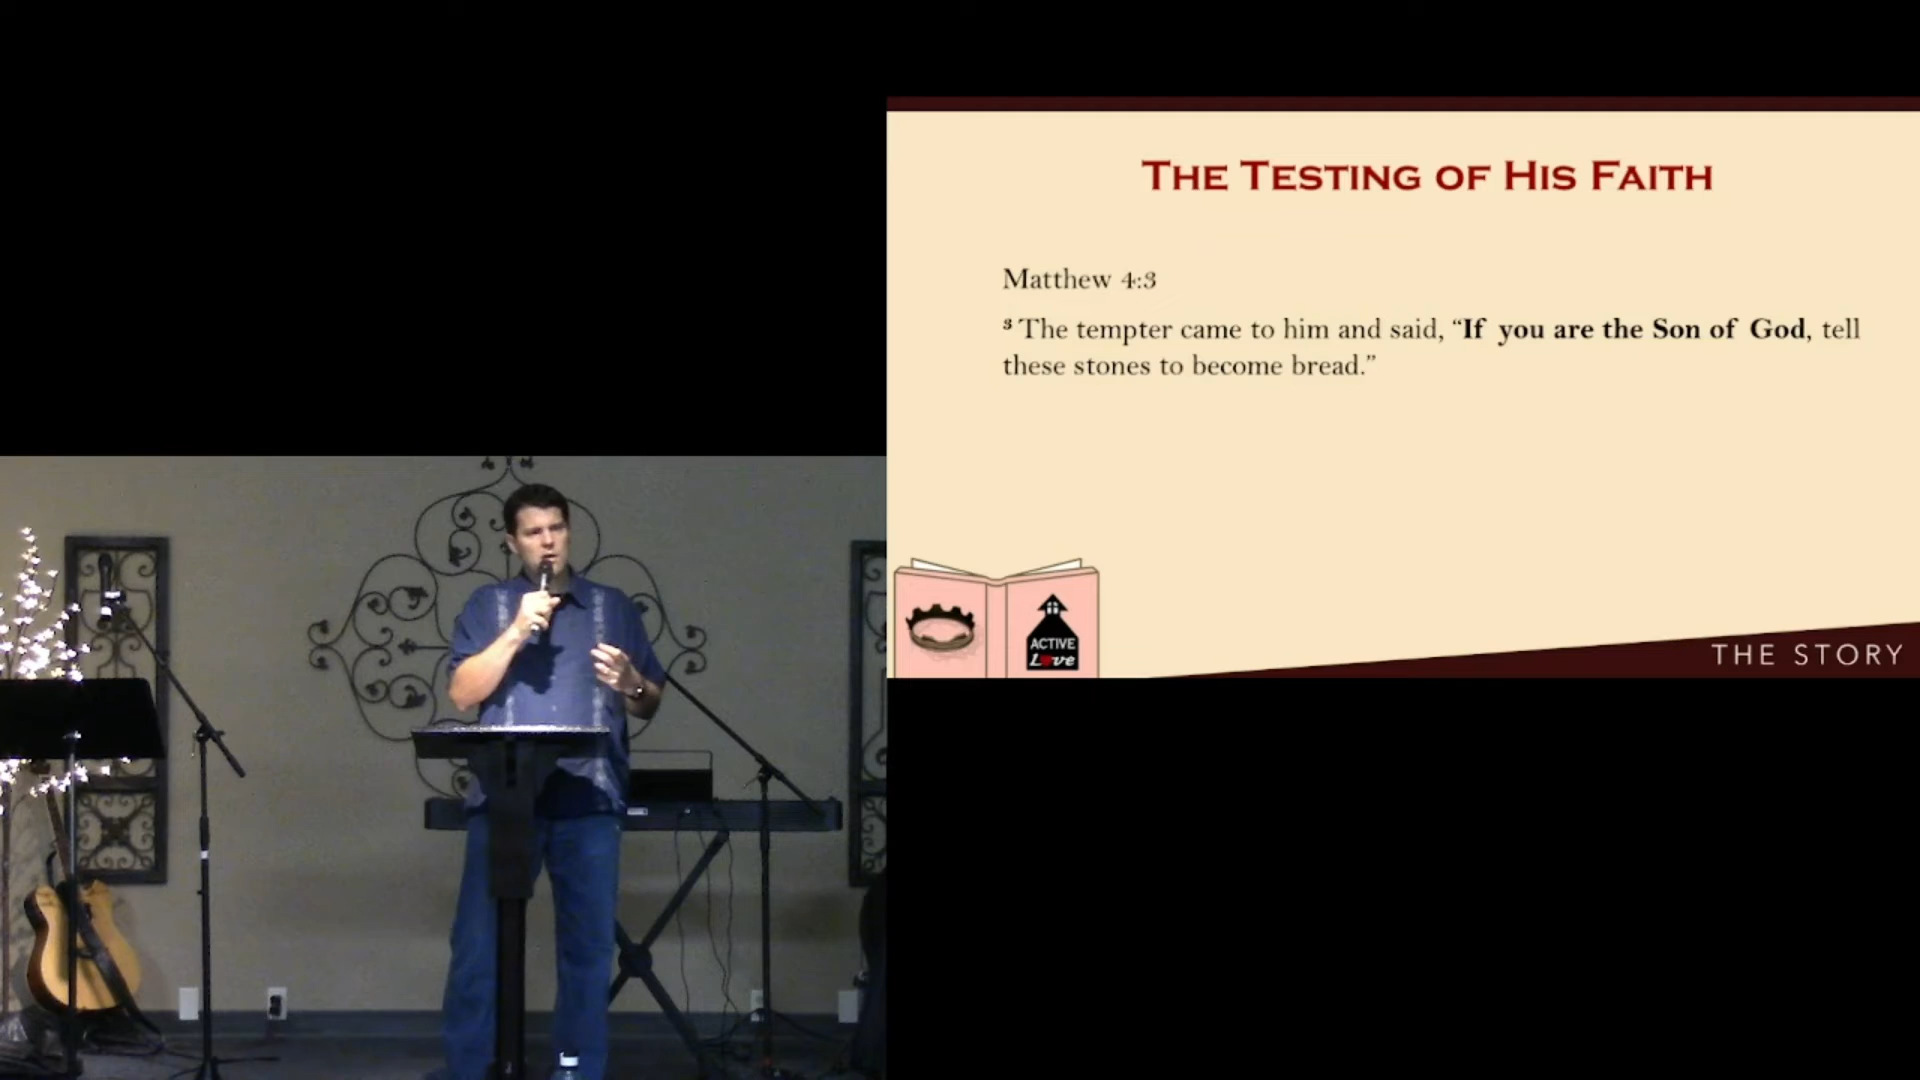 THE TESTING OF HIS FAITH
Matthew 4:3
³ The tempter came to him and said, “If you are the Son of God, tell
these stones to become bread.”
ACTIVE
Love
THE STORY